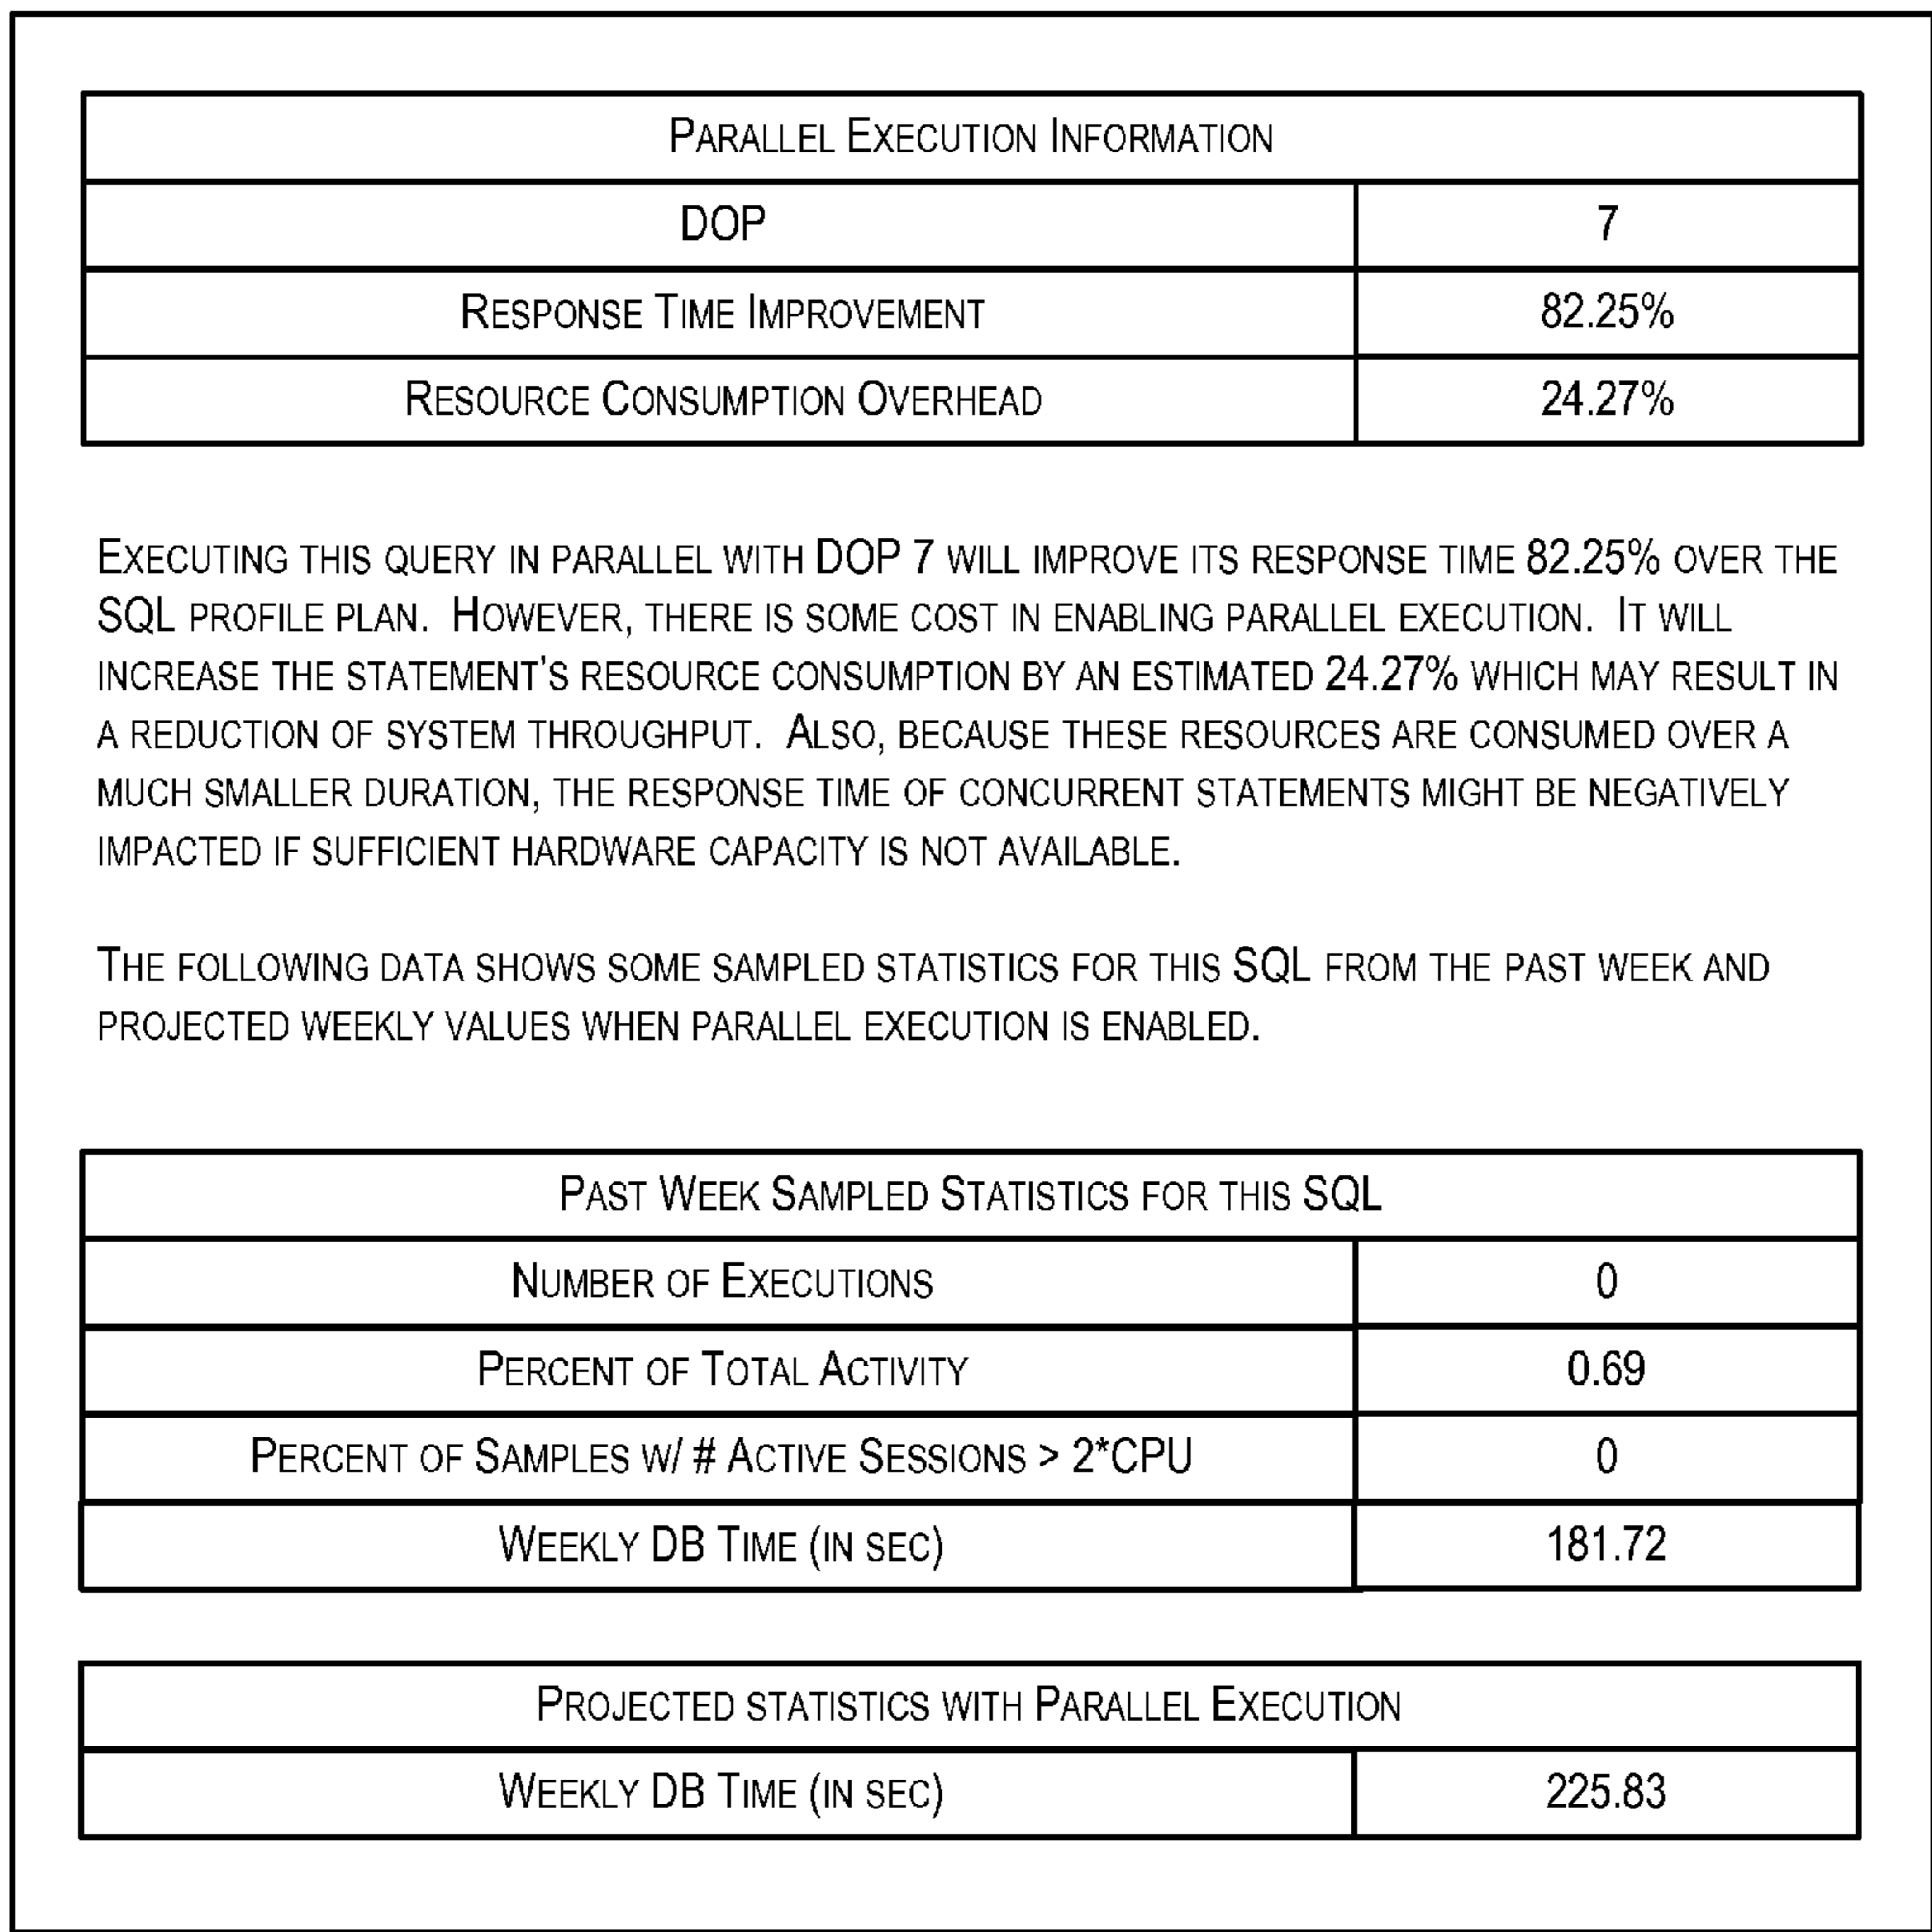 PARALLEL EXECUTION INFORMATION
DOP 7
RESPONSE TIME IMPROVEMENT 82.25%
RESOURCE CONSUMPTION OVERHEAD 24.27%
EXECUTING THIS QUERY IN PARALLEL WITH DOP 7 WILL IMPROVE ITS RESPONSE TIME 82.25% OVER THE
SQL PROFILE PLAN. HOWEVER, THERE IS SOME COST IN ENABLING PARALLEL EXECUTION. IT WILL
INCREASE THE STATEMENT'S RESOURCE CONSUMPTION BY AN ESTIMATED 24.27% WHICH MAY RESULT IN
A REDUCTION OF SYSTEM THROUGHPUT. ALSO, BECAUSE THESE RESOURCES ARE CONSUMED OVER A
MUCH SMALLER DURATION, THE RESPONSE TIME OF CONCURRENT STATEMENTS MIGHT BE NEGATIVELY
IMPACTED IF SUFFICIENT HARDWARE CAPACITY IS NOT AVAILABLE.
THE FOLLOWING DATA SHOWS SOME SAMPLED STATISTICS FOR THIS SQL FROM THE PAST WEEK AND
PROJECTED WEEKLY VALUES WHEN PARALLEL EXECUTION IS ENABLED.
PAST WEEK SAMPLED STATISTICS FOR THIS SQL
NUMBER OF EXECUTIONS 0
PERCENT OF TOTAL ACTIVITY 0.69
PERCENT OF SAMPLES W/ # ACTIVE SESSIONS > 2*CPU 0
WEEKLY DB TIME (IN SEC) 181.72
PROJECTED STATISTICS WITH PARALLEL EXECUTION
WEEKLY DB TIME (IN SEC) 225.83